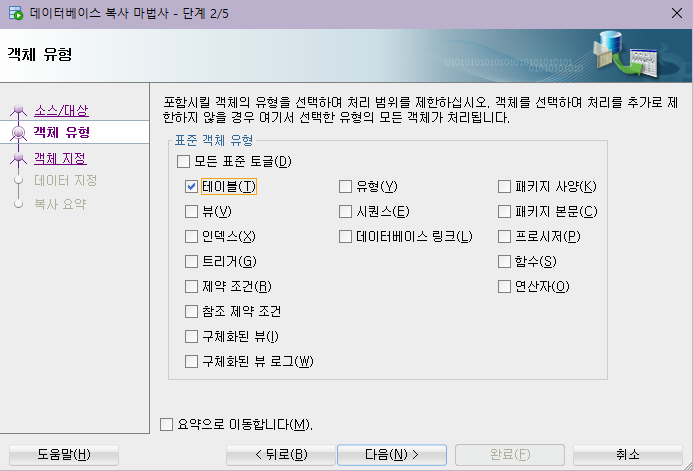 데이터베이스 복사 마법사 - 단계 2/5
객체 유형
소스/대상
객체 유형
객체 지정
데이터 지정
복사 요약
포함시킬 객체의 유형을 선택하여 처리 범위를 제한하십시오. 객체를 선택하여 처리를 추가로 제
한하지 않을 경우 여기서 선택한 유형의 모든 객체가 처리됩니다.
표준 객체 유형
모든 표준 토글(D)
테이블(T) 유형(Y) 패키지 사양(K)
뷰(V) 시퀀스(E) 패키지 본문(C)
인덱스(X) 데이터베이스 링크(L) 프로시저(P)
트리거(G) 함수(S)
제약 조건(R) 연산자(O)
참조 제약 조건
구체화된 뷰(I)
구체화된 뷰 로그(W)
요약으로 이동합니다(M).
도움말(H) < 뒤로(B) 다음(N) > 완료(F) 취소